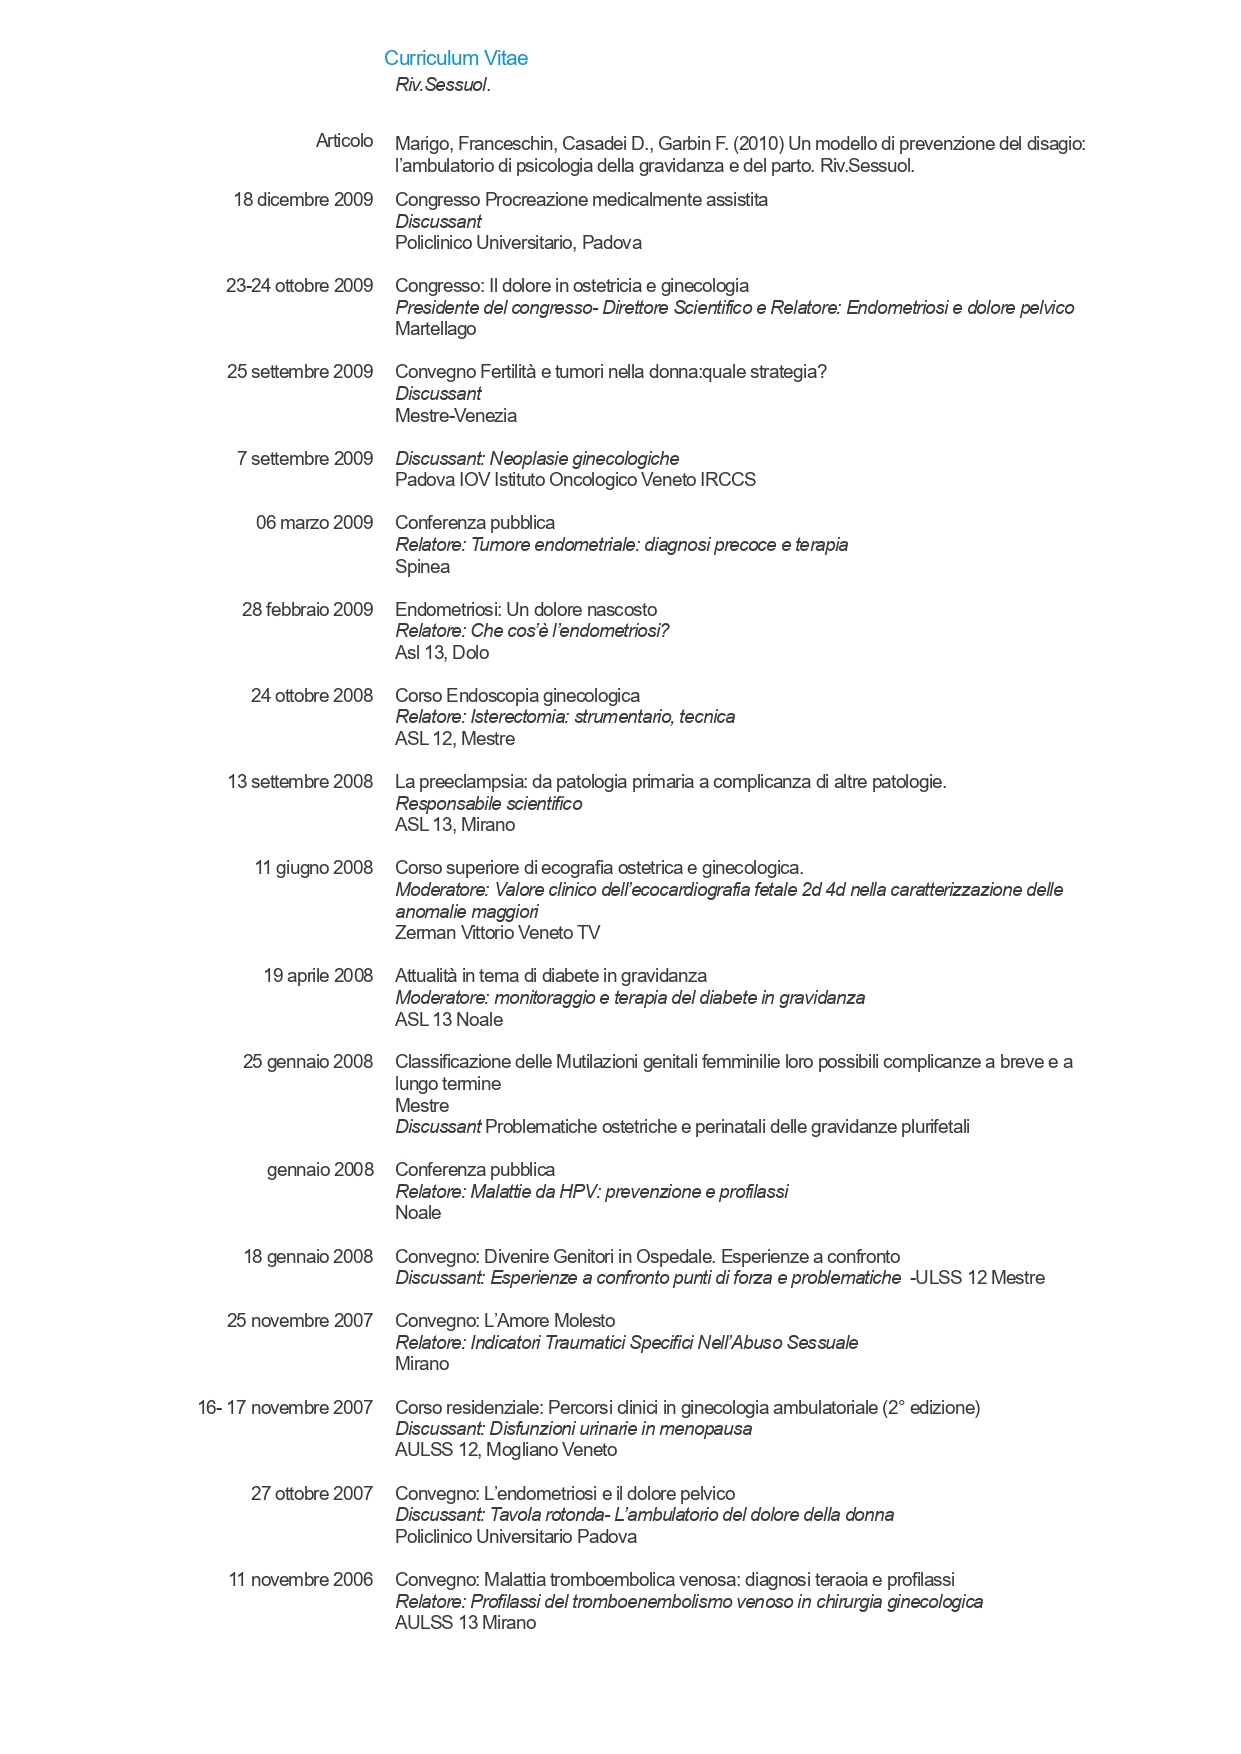 Curriculum Vitae
Riv.Sessuol.
Articolo Marigo, Franceschin, Casadei D., Garbin F. (2010) Un modello di prevenzione del disagio:
l'ambulatorio di psicologia della gravidanza e del parto. Riv.Sessuol.
18 dicembre 2009 Congresso Procreazione medicalmente assistita
Discussant
Policlinico Universitario, Padova
23-24 ottobre 2009 Congresso: Il dolore in ostetricia e ginecologia
Presidente del congresso- Direttore Scientifico e Relatore: Endometriosi e dolore pelvico
Martellago
25 settembre 2009 Convegno Fertilità e tumori nella donna:quale strategia?
Discussant
Mestre-Venezia
7 settembre 2009 Discussant: Neoplasie ginecologiche
Padova IOV Istituto Oncologico Veneto IRCCS
06 marzo 2009 Conferenza pubblica
Relatore: Tumore endometriale: diagnosi precoce e terapia
Spinea
28 febbraio 2009 Endometriosi: Un dolore nascosto
Relatore: Che cos'è l'endometriosi?
Asl 13, Dolo
24 ottobre 2008 Corso Endoscopia ginecologica
Relatore: Isterectomia: strumentario, tecnica
ASL 12, Mestre
13 settembre 2008 La preeclampsia: da patologia primaria a complicanza di altre patologie.
Responsabile scientifico
ASL 13, Mirano
11 giugno 2008 Corso superiore di ecografia ostetrica e ginecologica.
Moderatore: Valore clinico dell'ecocardiografia fetale 2d 4d nella caratterizzazione delle
anomalie maggiori
Zerman Vittorio Veneto TV
19 aprile 2008 Attualità in tema di diabete in gravidanza
Moderatore: monitoraggio e terapia del diabete in gravidanza
ASL 13 Noale
25 gennaio 2008 Classificazione delle Mutilazioni genitali femminilie loro possibili complicanze a breve e a
lungo termine
Mestre
Discussant Problematiche ostetriche e perinatali delle gravidanze plurifetali
gennaio 2008 Conferenza pubblica
Relatore: Malattie da HPV: prevenzione e profilassi
Noale
18 gennaio 2008 Convegno: Divenire Genitori in Ospedale. Esperienze a confronto
Discussant: Esperienze a confronto punti di forza e problematiche -ULSS 12 Mestre
25 novembre 2007 Convegno: L'Amore Molesto
Relatore: Indicatori Traumatici Specifici Nell'Abuso Sessuale
Mirano
16- 17 novembre 2007 Corso residenziale: Percorsi clinici in ginecologia ambulatoriale (2° edizione)
Discussant: Disfunzioni urinarie in menopausa
AULSS 12, Mogliano Veneto
27 ottobre 2007 Convegno: L'endometriosi e il dolore pelvico
Discussant: Tavola rotonda- L'ambulatorio del dolore della donna
Policlinico Universitario Padova
11 novembre 2006 Convegno: Malattia tromboembolica venosa: diagnosi teraoia e profilassi
Relatore: Profilassi del tromboenembolismo venoso in chirurgia ginecologica
AULSS 13 Mirano